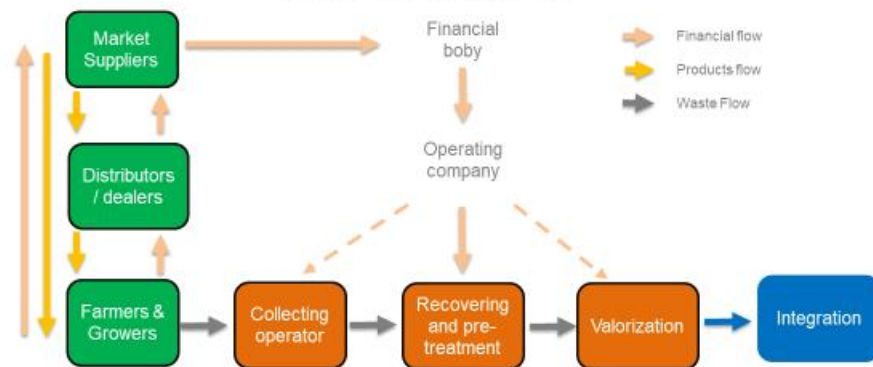 Market
Suppliers
Financial
boby
Financial flow
Products flow
Waste Flow
Distributors
/ dealers
Operating
company
Farmers &
Growers
Collecting
operator
Recovering
and pre-
treatment
Valorization
Integration